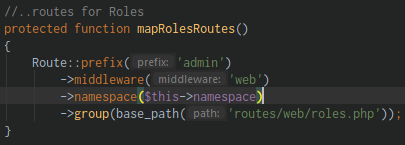 //..routes for Roles
protected function mapRolesRoutes()
{
    Route::prefix( prefix: 'admin')
        ->middleware( middleware: 'web')
        ->namespace($this->namespace)
        ->group(base_path( path: 'routes/web/roles.php'));
}